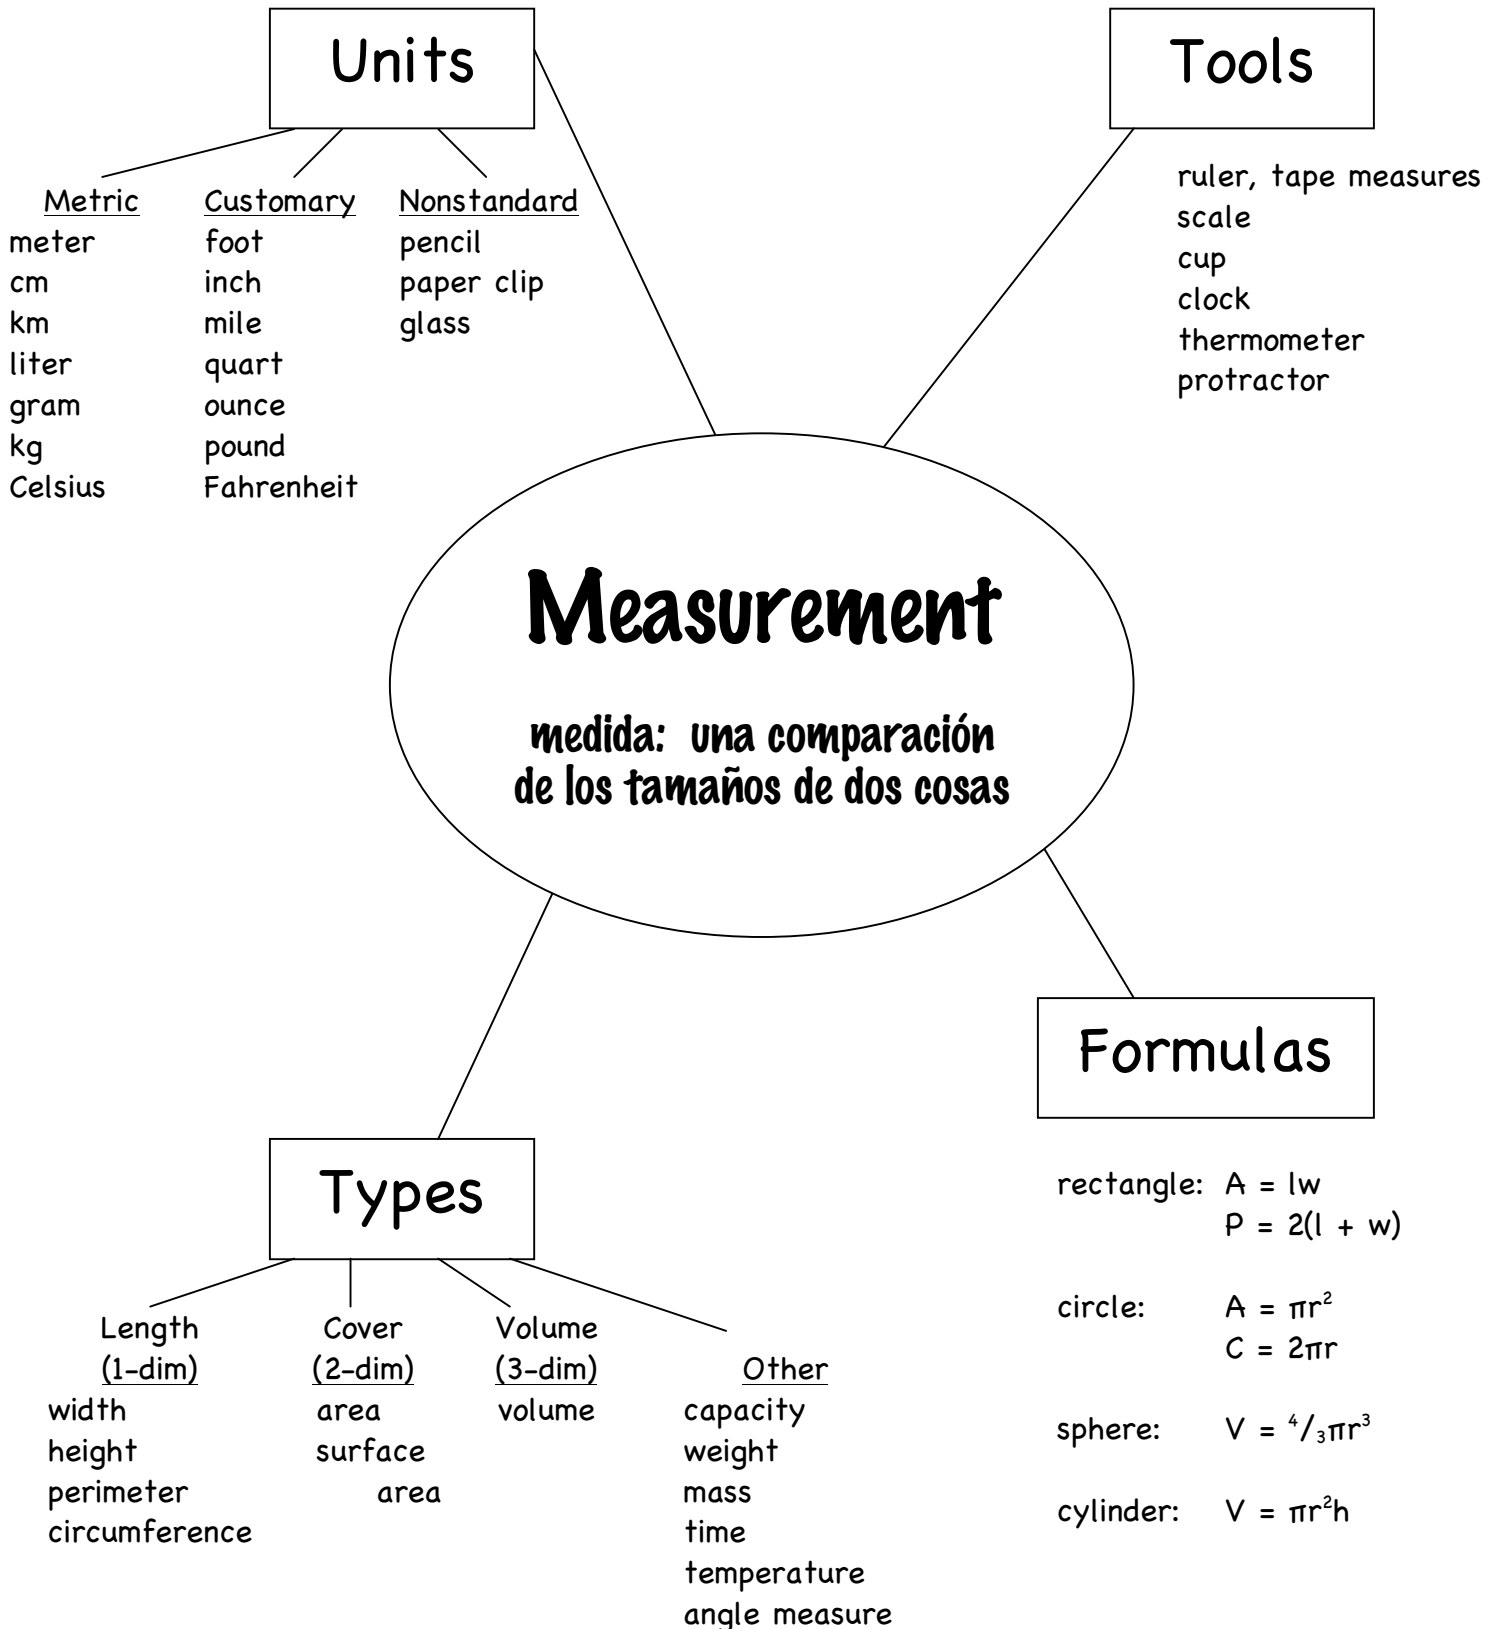 Units
Metric
meter
cm
km
liter
gram
kg
Celsius
Customary
foot
inch
mile
quart
ounce
pound
Fahrenheit
Nonstandard
pencil
paper clip
glass
Tools
ruler, tape measures
scale
cup
clock
thermometer
protractor
Measurement
medida: una comparación
de los tamaños de dos cosas
Types
Length
(1-dim)
width
height
perimeter
circumference
Cover
(2-dim)
area
surface
area
Volume
(3-dim)
volume
Other
capacity
weight
mass
time
temperature
angle measure
Formulas
rectangle: A = lw
P = 2(l + w)
circle: A = πr²
C = 2πr
sphere: V = ⁴/₃πr³
cylinder: V = πr²h